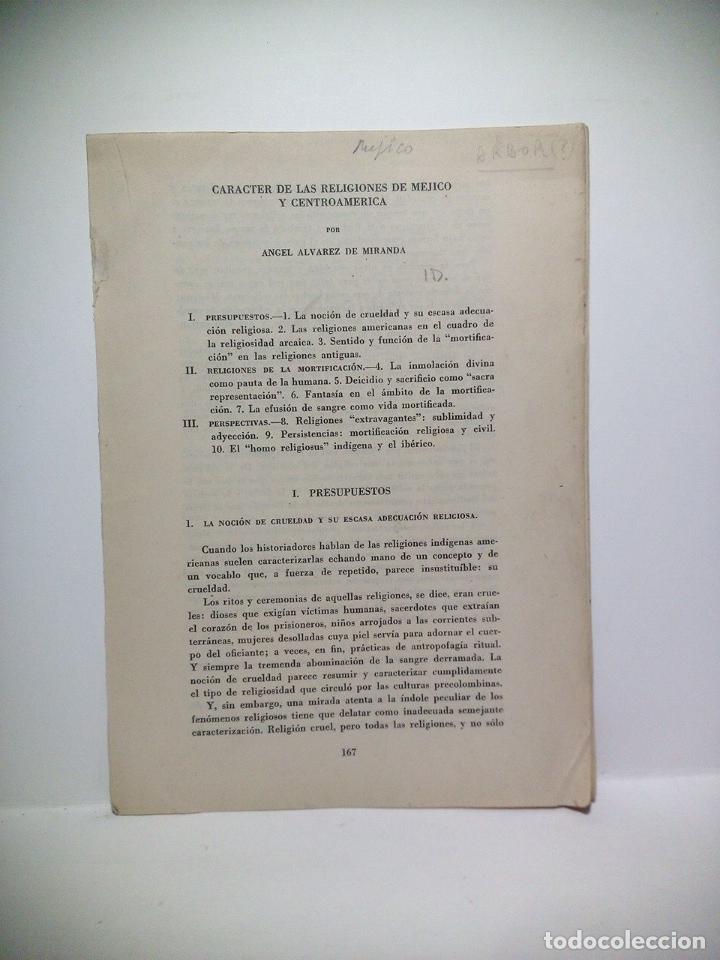 Mejico
ARBOR (?)
CARACTER DE LAS RELIGIONES DE MEJICO
Y CENTROAMERICA
POR
ANGEL ALVAREZ DE MIRANDA
ID.
I. PRESUPUESTOS.—1. La noción de crueldad y su escasa adecua-
ción religiosa. 2. Las religiones americanas en el cuadro de
la religiosidad arcaica. 3. Sentido y función de la "mortifica-
ción" en las religiones antiguas.
II. RELIGIONES DE LA MORTIFICACIÓN.—4. La inmolación divina
como pauta de la humana. 5. Deicidio y sacrificio como "sacra
representación". 6. Fantasía en el ámbito de la mortifica-
ción. 7. La efusión de sangre como vida mortificada.
III. PERSPECTIVAS.—8. Religiones "extravagantes": sublimidad y
adyección. 9. Persistencias: mortificación religiosa y civil.
10. El "homo religiosus" indígena y el ibérico.
I. PRESUPUESTOS
1. LA NOCIÓN DE CRUELDAD Y SU ESCASA ADECUACIÓN RELIGIOSA.
Cuando los historiadores hablan de las religiones indígenas ame-
ricanas suelen caracterizarlas echando mano de un concepto y de
un vocablo que, a fuerza de repetido, parece insustituíble: su
crueldad.
Los ritos y ceremonias de aquellas religiones, se dice, eran crue-
les: dioses que exigían víctimas humanas, sacerdotes que extraían
el corazón de los prisioneros, niños arrojados a las corrientes sub-
terráneas, mujeres desolladas cuya piel servía para adornar el cuer-
po del oficiante; a veces, en fin, prácticas de antropofagia ritual.
Y siempre la tremenda abominación de la sangre derramada. La
noción de crueldad parece resumir y caracterizar cumplidamente
el tipo de religiosidad que circuló por las culturas precolombinas.
Y, sin embargo, una mirada atenta a la índole peculiar de los
fenómenos religiosos tiene que delatar como inadecuada semejante
caracterización. Religión cruel, pero todas las religiones, y no sólo
167
todocoleccion